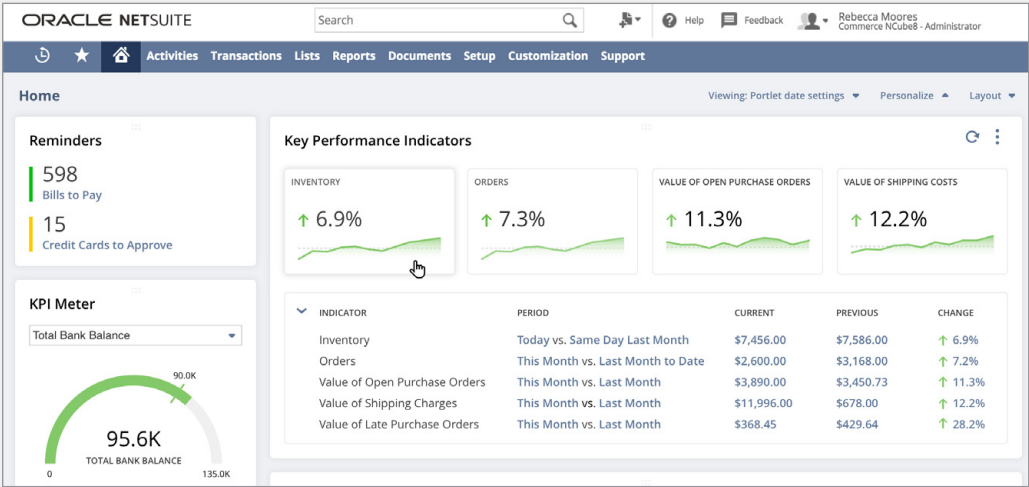 ORACLE NETSUITE
Search
Help
Feedback
Rebecca Moores
Commerce NCube8 - Administrator
Activities Transactions Lists Reports Documents Setup Customization Support
Home
Viewing: Portlet date settings
Personalize
Layout
Reminders
598
Bills to Pay
15
Credit Cards to Approve
KPI Meter
Total Bank Balance
90.0K
95.6K
TOTAL BANK BALANCE
0
135.0K
Key Performance Indicators
INVENTORY
6.9%
ORDERS
7.3%
VALUE OF OPEN PURCHASE ORDERS
11.3%
VALUE OF SHIPPING COSTS
12.2%
INDICATOR PERIOD CURRENT PREVIOUS CHANGE
Inventory Today vs. Same Day Last Month $7,456.00 $7,586.00 6.9%
Orders This Month vs. Last Month to Date $2,600.00 $3,168.00 7.2%
Value of Open Purchase Orders This Month vs. Last Month $3,890.00 $3,450.73 11.3%
Value of Shipping Charges This Month vs. Last Month $11,996.00 $678.00 12.2%
Value of Late Purchase Orders This Month vs. Last Month $368.45 $429.64 28.2%